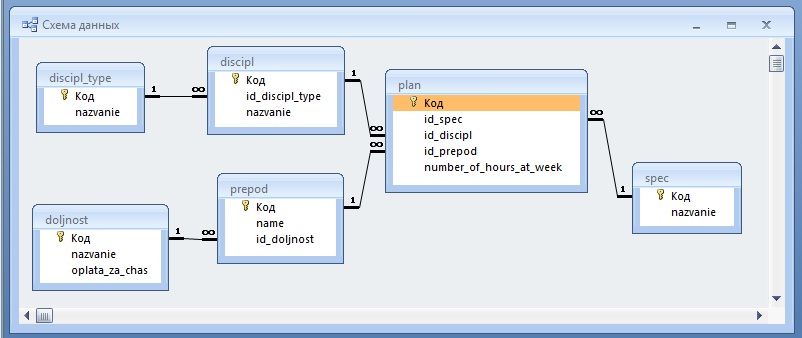 Схема данных
discipl_type
Код
nazvanie
discipl
Код
id_discipl_type
nazvanie
plan
Код
id_spec
id_discipl
id_prepod
number_of_hours_at_week
spec
Код
nazvanie
prepod
Код
name
id_doljnost
doljnost
Код
nazvanie
oplata_za_chas
1
∞
1
∞
∞
1
∞
1
1
∞